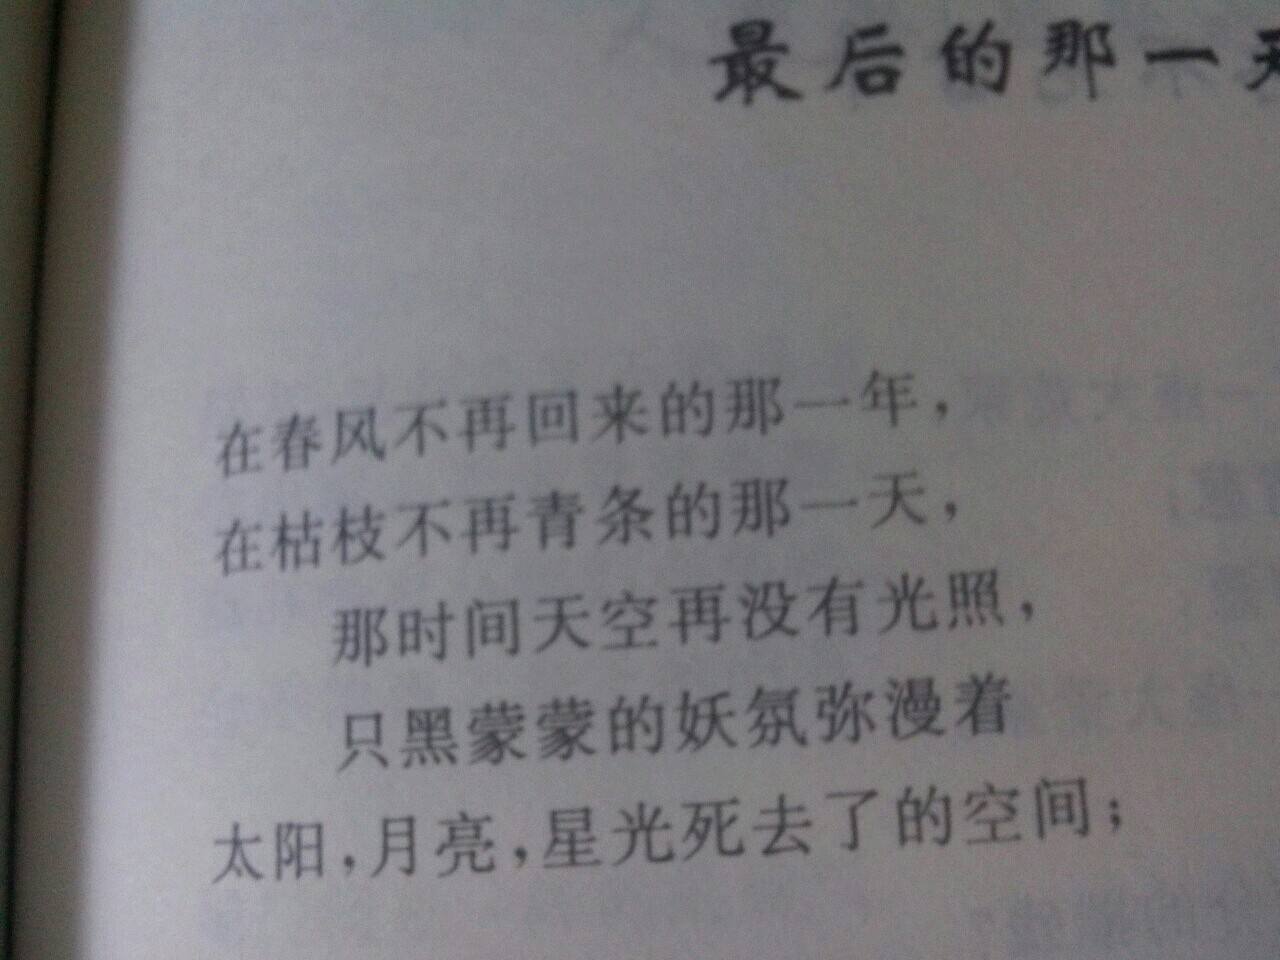 最后的那一天
在春风不再回来的那一年，
在枯枝不再青条的那一天，
那时间天空再没有光照，
只黑蒙蒙的妖氛弥漫着
太阳，月亮，星光死去了的空间；